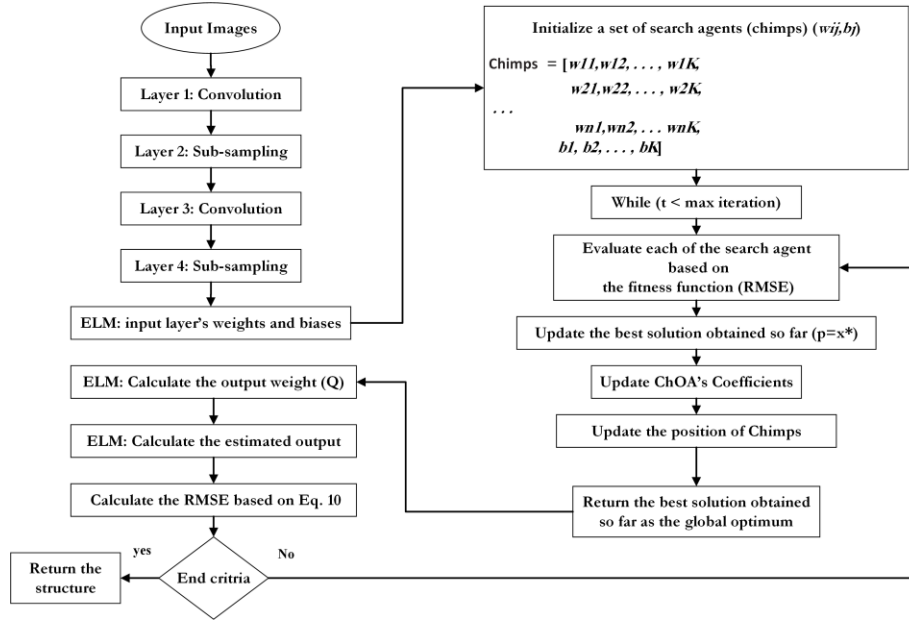 Input Images
Layer 1: Convolution
Layer 2: Sub-sampling
Layer 3: Convolution
Layer 4: Sub-sampling
ELM: input layer's weights and biases
Initialize a set of search agents (chimps) (wij,bj)
Chimps = [w11,w12, . . . , w1K,
w21,w22, . . . , w2K,
. . .
wn1,wn2, . . . wnK,
b1, b2, . . . , bK]
While (t < max iteration)
Evaluate each of the search agent
based on
the fitness function (RMSE)
Update the best solution obtained so far (p=x*)
Update ChOA's Coefficients
Update the position of Chimps
Return the best solution obtained
so far as the global optimum
ELM: Calculate the output weight (Q)
ELM: Calculate the estimated output
Calculate the RMSE based on Eq. 10
yes
No
End critria
Return the
structure